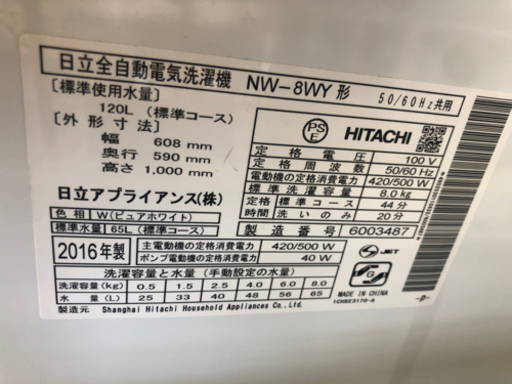 日立全自動電気洗濯機 NW-8WY 形 50/60Hz共用
[標準使用水量]
120L (標準コース)
[外形寸法]
幅 608 mm
奥行 590 mm
高さ 1,000 mm
日立アプライアンス(株)
PSE HITACHI
定格電圧 100 V
定格周波数 50/60 Hz
電動機の定格消費電力 420/500 W
標準洗濯容量 8.0kg
定格時間 標準コース 44分
洗いのみ 20分
製造番号 6003487
色相 W(ピュアホワイト)
標準水量 65L(標準コース)
2016年製
主電動機の定格消費電力 420/500 W
ポンプ電動機の定格消費電力 40 W
JET
洗濯容量と水量 (手動設定の水量)
洗濯容量(kg) 0.5 1.5 2.5 4.0 6.0 8.0
水量(L) 25 33 40 48 56 65
MADE IN CHINA
製造元 Shanghai Hitachi Household Appliances Co.,Ltd.
-P-